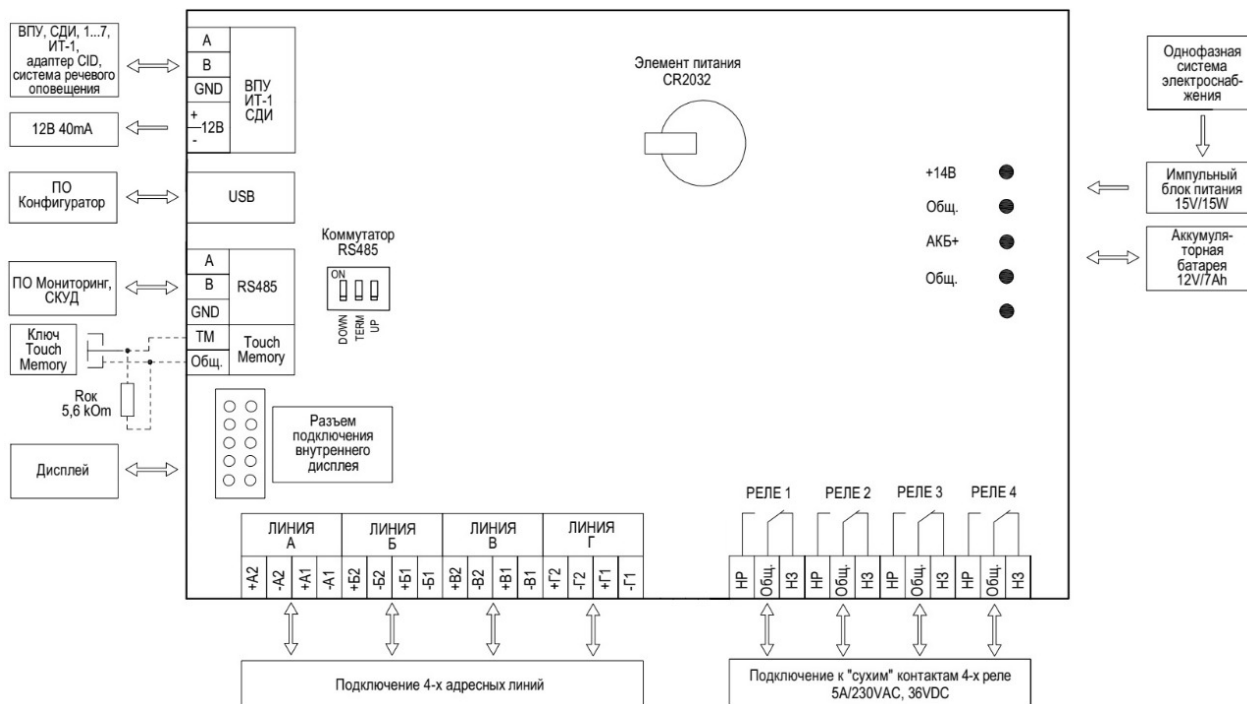 ВПУ, СДИ, 1...7,
ИТ-1,
адаптер CID,
система речевого
оповещения
12В 40mA
ПО
Конфигуратор
ПО Мониторинг,
СКУД
Ключ
Touch
Memory
Rок
5,6 kOm
Дисплей
A
B
GND
+
12В
-
ВПУ
ИТ-1
СДИ
USB
A
B
GND
RS485
TM
Общ.
Touch
Memory
Коммутатор
RS485
ON
DOWN
TERM
UP
Разъем
подключения
внутреннего
дисплея
Элемент питания
CR2032
+14В
Общ.
АКБ+
Общ.
Однофазная
система
электроснаб-
жения
Импульный
блок питания
15V/15W
Аккумуля-
торная
батарея
12V/7Ah
ЛИНИЯ
А
ЛИНИЯ
Б
ЛИНИЯ
В
ЛИНИЯ
Г
+А2
-А2
+А1
-А1
+Б2
-Б2
+Б1
-Б1
+В2
-В2
+В1
-В1
+Г2
-Г2
+Г1
-Г1
Подключение 4-х адресных линий
РЕЛЕ 1
РЕЛЕ 2
РЕЛЕ 3
РЕЛЕ 4
НР
Общ.
НЗ
НР
Общ.
НЗ
НР
Общ.
НЗ
НР
Общ.
НЗ
Подключение к "сухим" контактам 4-х реле
5A/230VAC, 36VDC